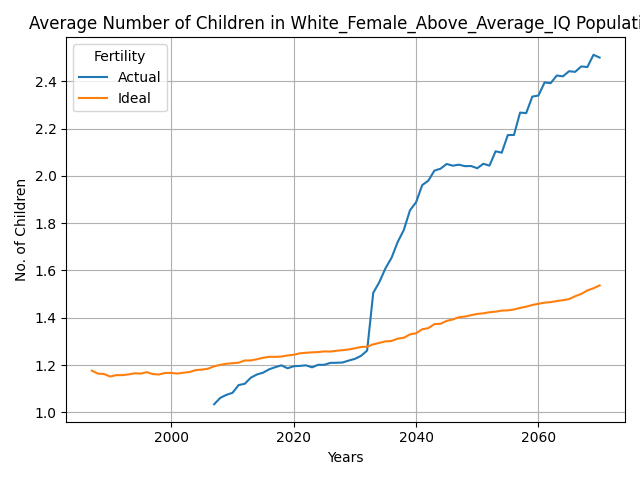 Average Number of Children in White_Female_Above_Average_IQ Populati
Fertility
Actual
Ideal
No. of Children
2.4
2.2
2.0
1.8
1.6
1.4
1.2
1.0
2000
2020
2040
2060
Years